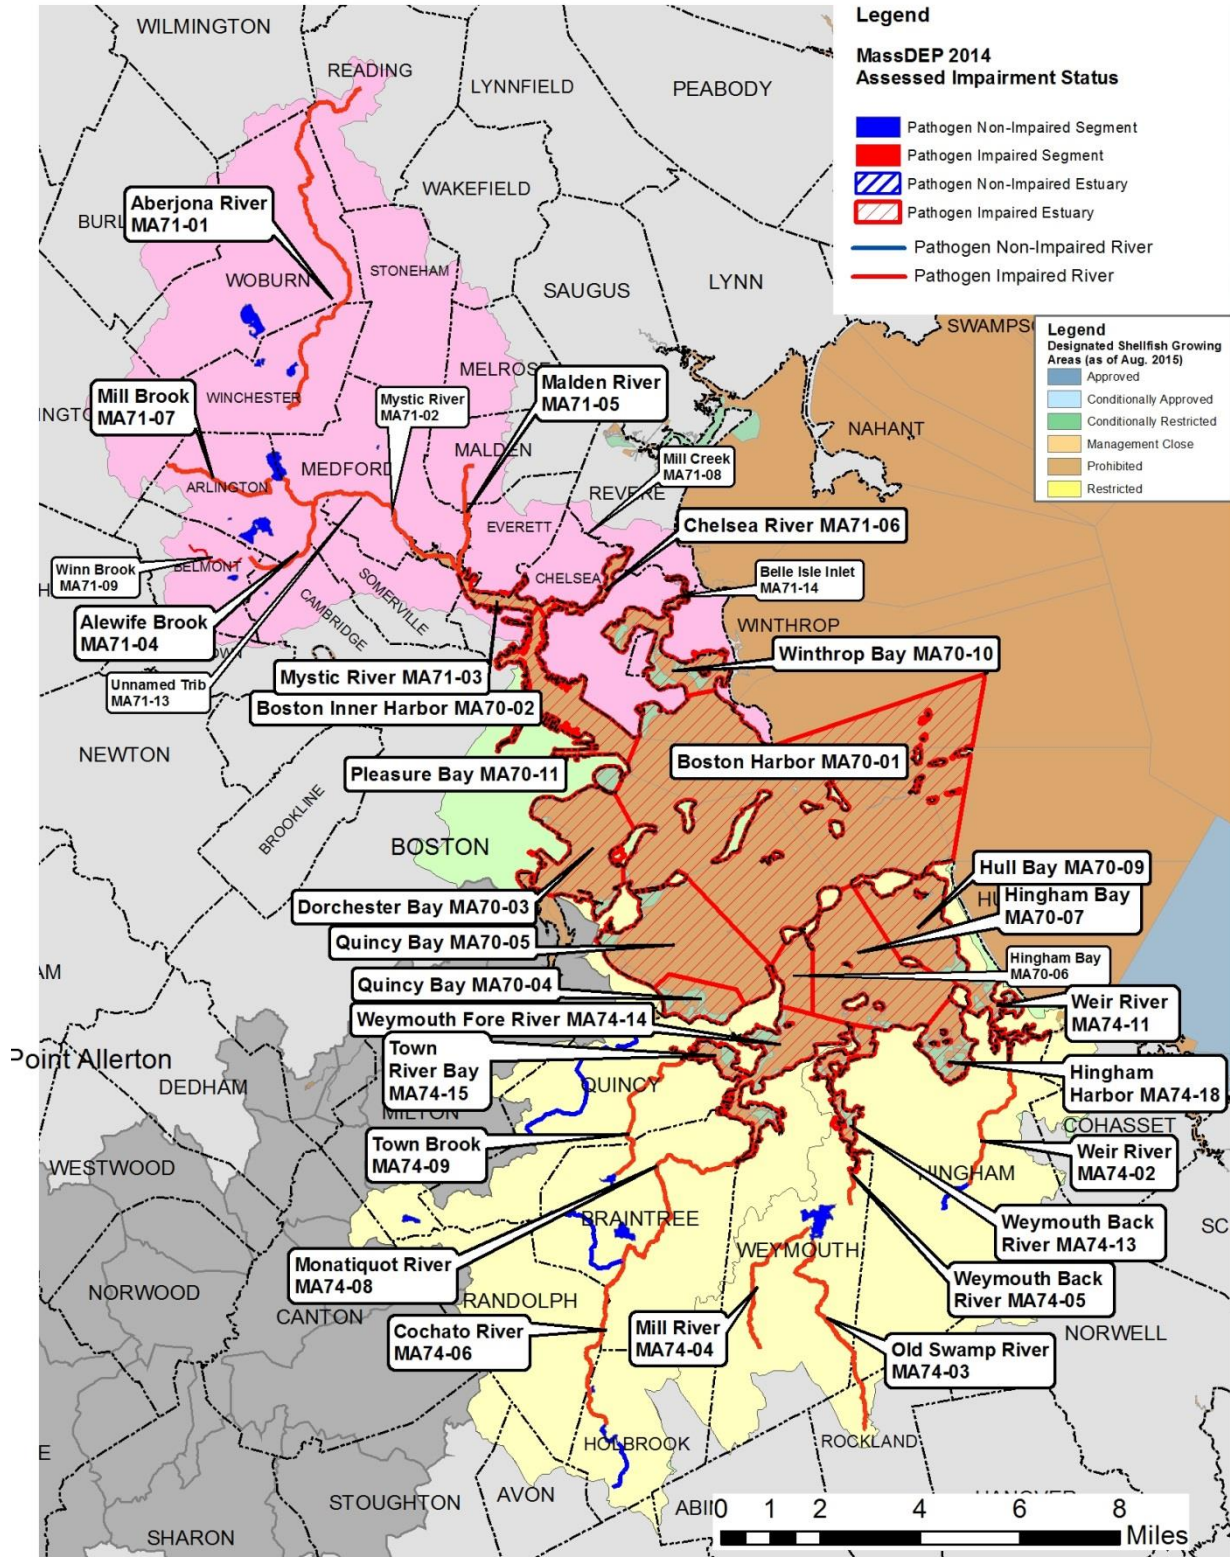 Legend
MassDEP 2014
Assessed Impairment Status
Pathogen Non-Impaired Segment
Pathogen Impaired Segment
Pathogen Non-Impaired Estuary
Pathogen Impaired Estuary
Pathogen Non-Impaired River
Pathogen Impaired River
Legend
Designated Shellfish Growing
Areas (as of Aug. 2015)
Approved
Conditionally Approved
Conditionally Restricted
Management Close
Prohibited
Restricted
WILMINGTON
READING
LYNNFIELD
PEABODY
WAKEFIELD
Aberjona River
MA71-01
BURL
WOBURN
STONEHAM
SAUGUS
LYNN
SWAMPSC
MELROSE
Malden River
MA71-05
Mill Brook
MA71-07
INGTO
WINCHESTER
Mystic River
MA71-02
NAHANT
MEDFORD
MALDEN
Mill Creek
MA71-08
ARLINGTON
REVERE
EVERETT
Chelsea River MA71-06
Winn Brook
MA71-09
BELMONT
CHELSEA
Belle Isle Inlet
MA71-14
H
SOMERVILLE
CAMBRIDGE
Alewife Brook
MA71-04
OWN
WINTHROP
Winthrop Bay MA70-10
Unnamed Trib
MA71-13
Mystic River MA71-03
Boston Inner Harbor MA70-02
NEWTON
Pleasure Bay MA70-11
Boston Harbor MA70-01
BROOKLINE
BOSTON
Hull Bay MA70-09
HU
Hingham Bay
MA70-07
Dorchester Bay MA70-03
Quincy Bay MA70-05
Hingham Bay
MA70-06
AM
Quincy Bay MA70-04
Weir River
MA74-11
Weymouth Fore River MA74-14
Town
River Bay
MA74-15
Point Allerton
DEDHAM
QUINCY
Hingham
Harbor MA74-18
MILTON
COHASSET
Town Brook
MA74-09
Weir River
MA74-02
WESTWOOD
HINGHAM
BRAINTREE
Weymouth Back
River MA74-13
SC
WEYMOUTH
Monatiquot River
MA74-08
Weymouth Back
River MA74-05
NORWOOD
CANTON
RANDOLPH
Cochato River
MA74-06
Mill River
MA74-04
Old Swamp River
MA74-03
NORWELL
HOLBROOK
ROCKLAND
E
STOUGHTON
AVON
ABIN
HANOVER
0 1 2 4 6 8
Miles
SHARON